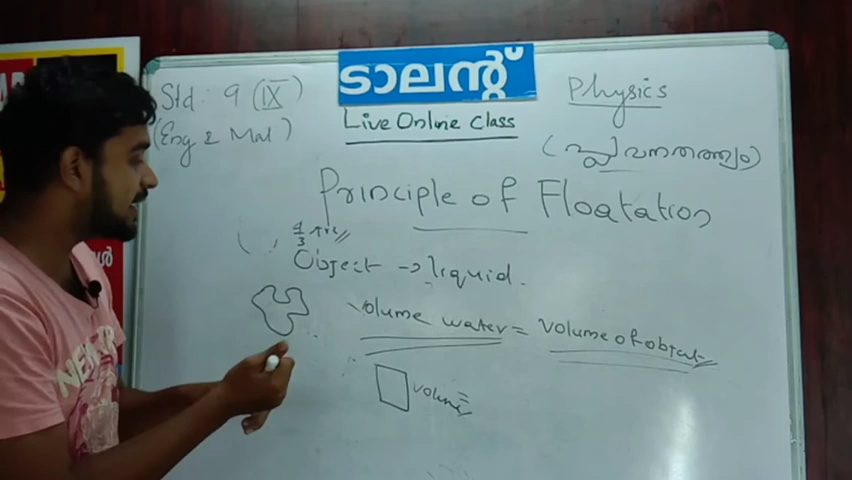 Std: 9 (IX)
(Eng & Mal)
ടാലന്റ്
Live Online Class
Physics
(പ്ലവനതത്ത്വം)
Principle of Floatation
4/3 πr³
Object → liquid.
volume water = volume of object
volume
NEW